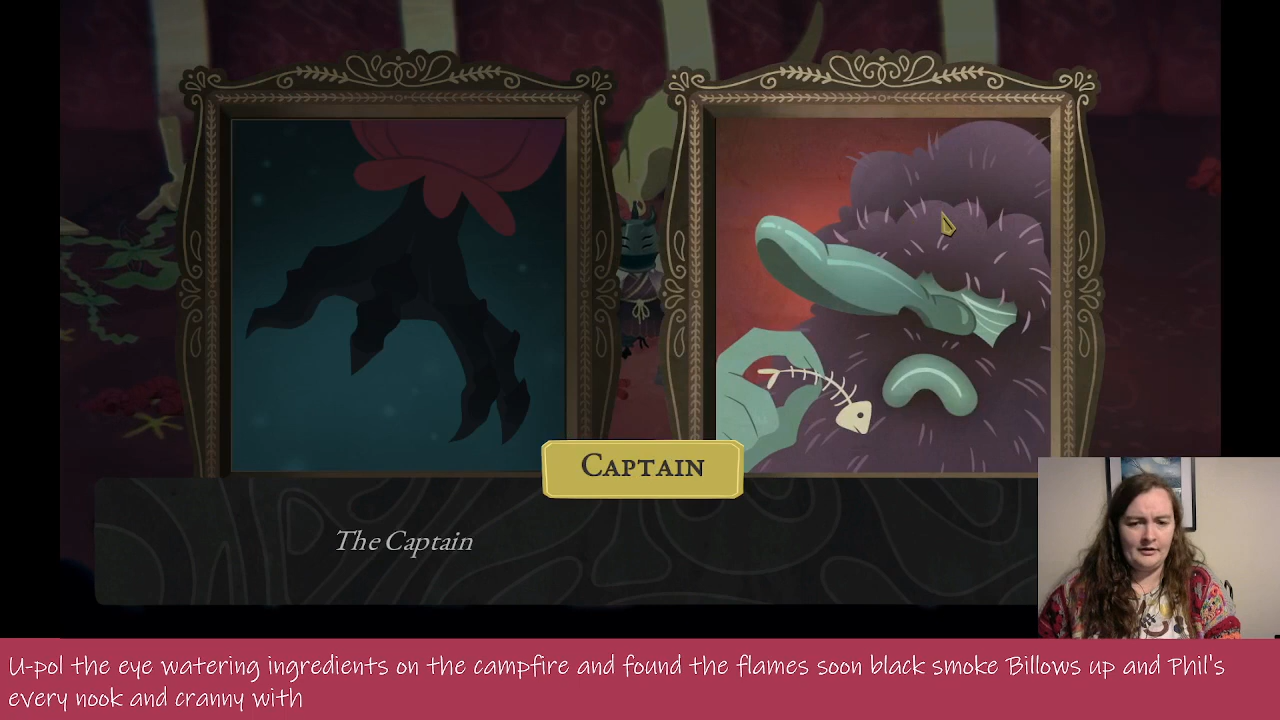 Captain
The Captain
U-pol the eye watering ingredients on the campfire and found the flames soon black smoke Billows up and Phil's
every nook and cranny with